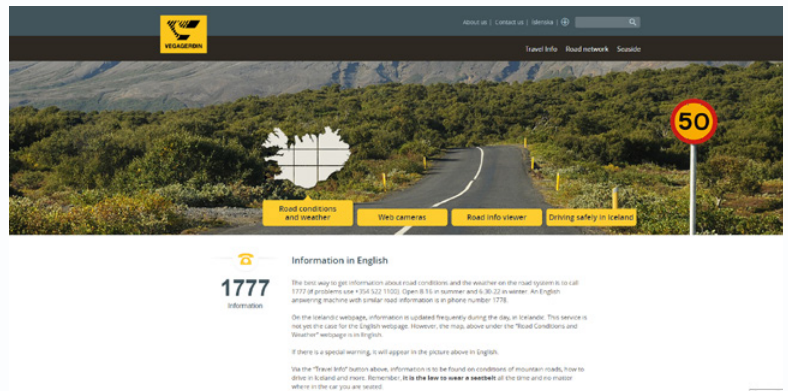 About us | Contact us | Íslenska |
VEGAGERÐIN
Travel Info Road network Seaside
50
Road conditions
and weather
Web cameras
Road info viewer
Driving safely in Iceland
1777
Information
Information in English
The best way to get information about road conditions and the weather on the road system is to call
1777 (if problems use +354 522 1100). Open 8-16 in summer and 6.30-22 in winter. An English
answering machine with similar road information is in phone number 1778.
On the Icelandic webpage, information is updated frequently during the day, in Icelandic. This service is
not yet the case for the English webpage. However, the map, above under the "Road Conditions and
Weather" webpage is in English.
If there is a special warning, it will appear in the picture above in English.
Via the "Travel Info" button above, information is to be found on conditions of mountain roads, how to
drive in Iceland and more. Remember, it is the law to wear a seatbelt all the time and no matter
where in the car you are seated.